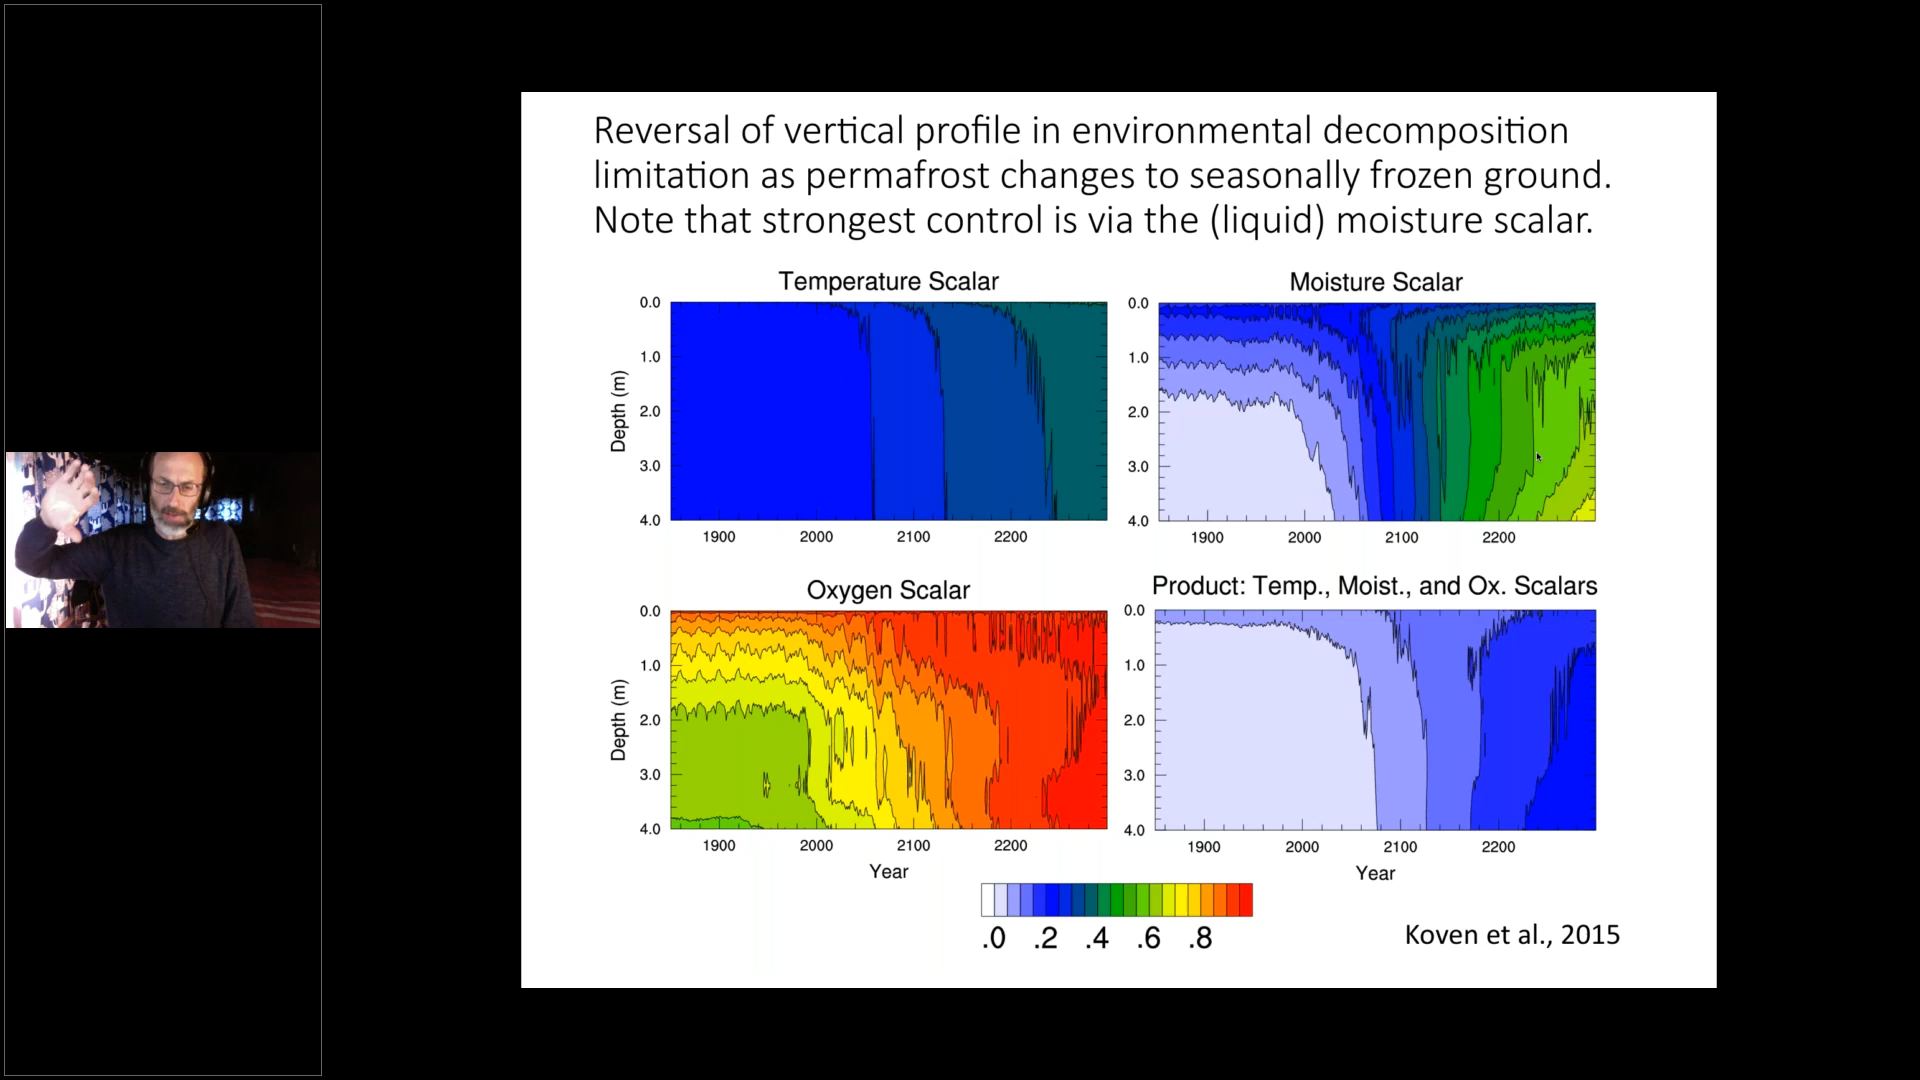 Reversal of vertical profile in environmental decomposition
limitation as permafrost changes to seasonally frozen ground.
Note that strongest control is via the (liquid) moisture scalar.
Temperature Scalar
0.0
1.0
2.0
3.0
4.0
Depth (m)
1900 2000 2100 2200
Moisture Scalar
0.0
1.0
2.0
3.0
4.0
1900 2000 2100 2200
Oxygen Scalar
0.0
1.0
2.0
3.0
4.0
Depth (m)
1900 2000 2100 2200
Year
Product: Temp., Moist., and Ox. Scalars
0.0
1.0
2.0
3.0
4.0
1900 2000 2100 2200
Year
.0 .2 .4 .6 .8
Koven et al., 2015